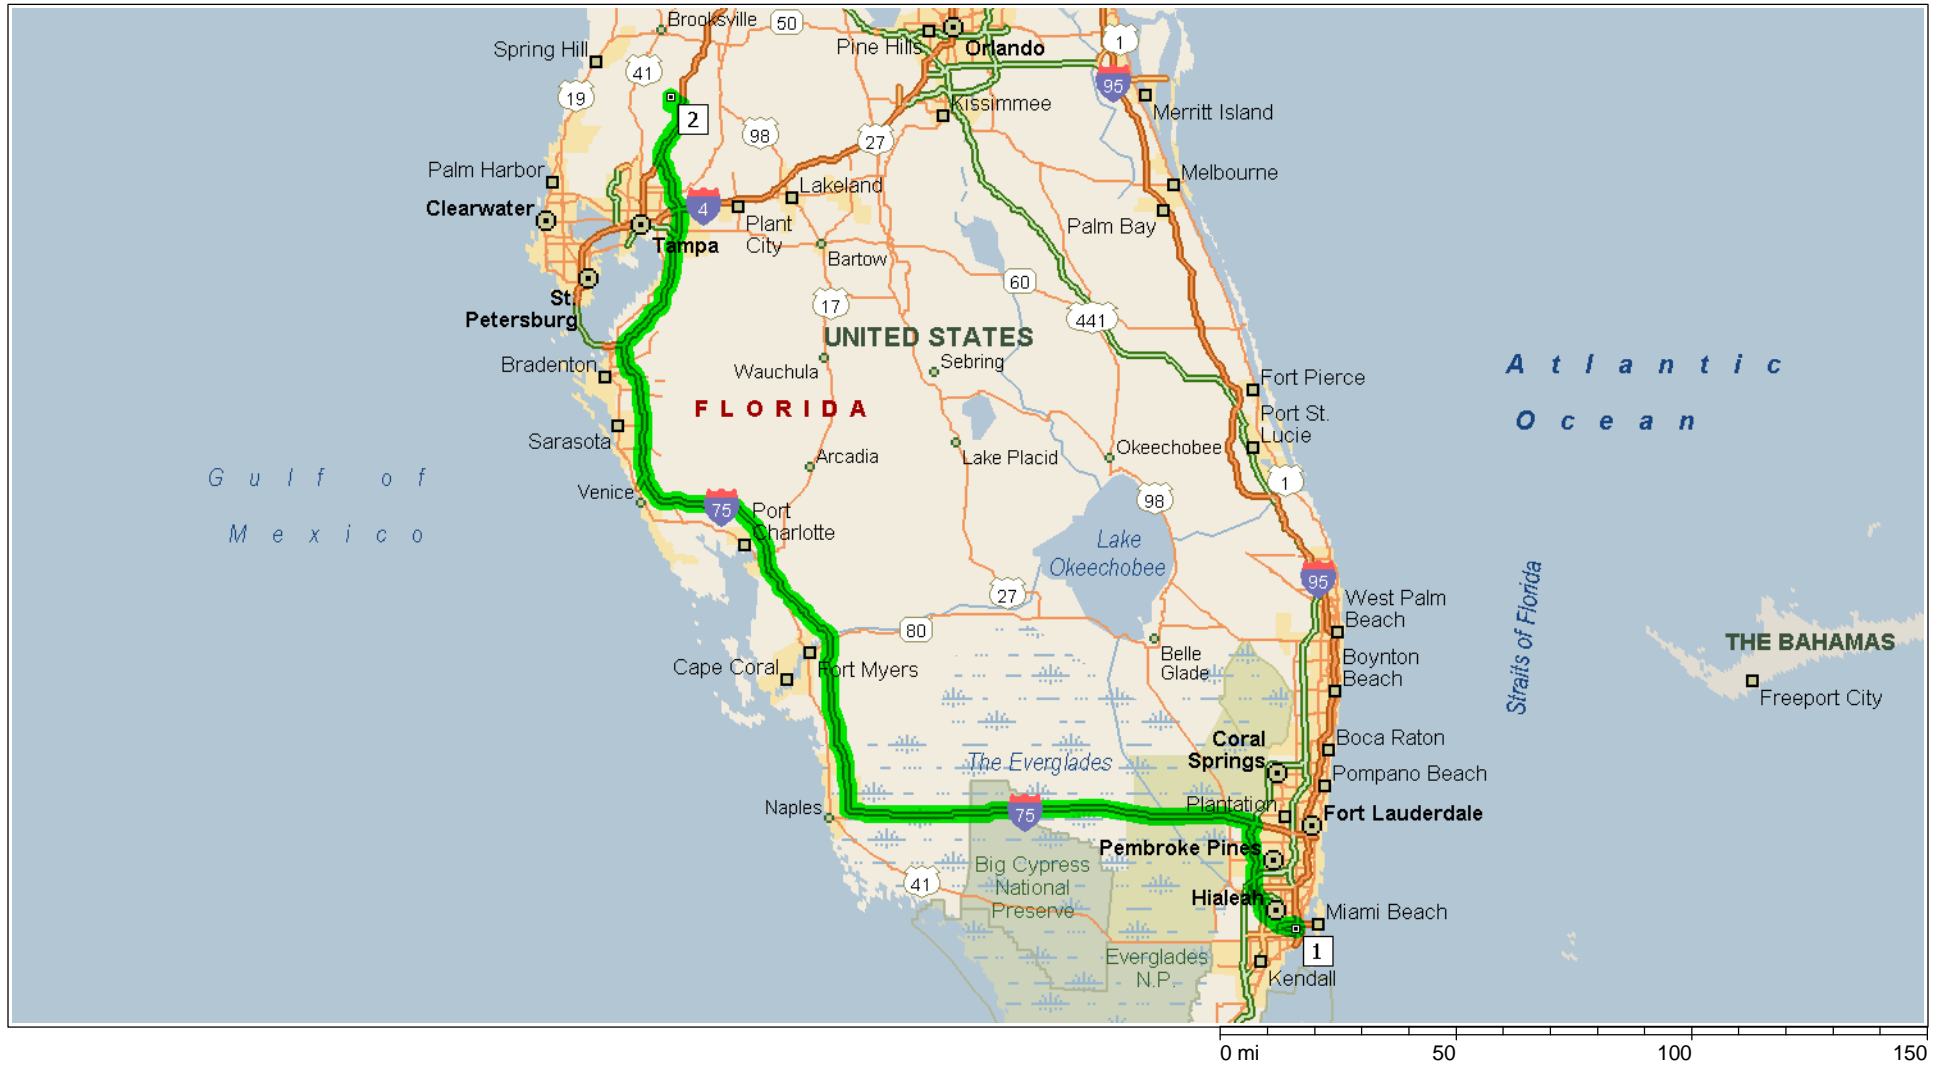 Brooksville
50
Spring Hill
Pine Hills
Orlando
1
41
95
19
Kissimmee
Merritt Island
2
98
27
Palm Harbor
Lakeland
Melbourne
Clearwater
4
Plant
City
Palm Bay
Tampa
Bartow
60
St.
Petersburg
17
441
UNITED STATES
Bradenton
Wauchula
Sebring
Atlantic
Ocean
Fort Pierce
FLORIDA
Port St.
Lucie
Sarasota
Arcadia
Lake Placid
Okeechobee
Gulf of
Mexico
Venice
75
Port
Charlotte
98
1
Lake
Okeechobee
95
27
West Palm
Beach
Straits of Florida
80
THE BAHAMAS
Freeport City
Cape Coral
Fort Myers
Belle
Glade
Boynton
Beach
Coral
Springs
Boca Raton
The Everglades
Pompano Beach
Naples
75
Plantation
Fort Lauderdale
Pembroke Pines
Big Cypress
National
Preserve
41
Hialeah
Miami Beach
1
Everglades
N.P.
Kendall
0 mi 50 100 150